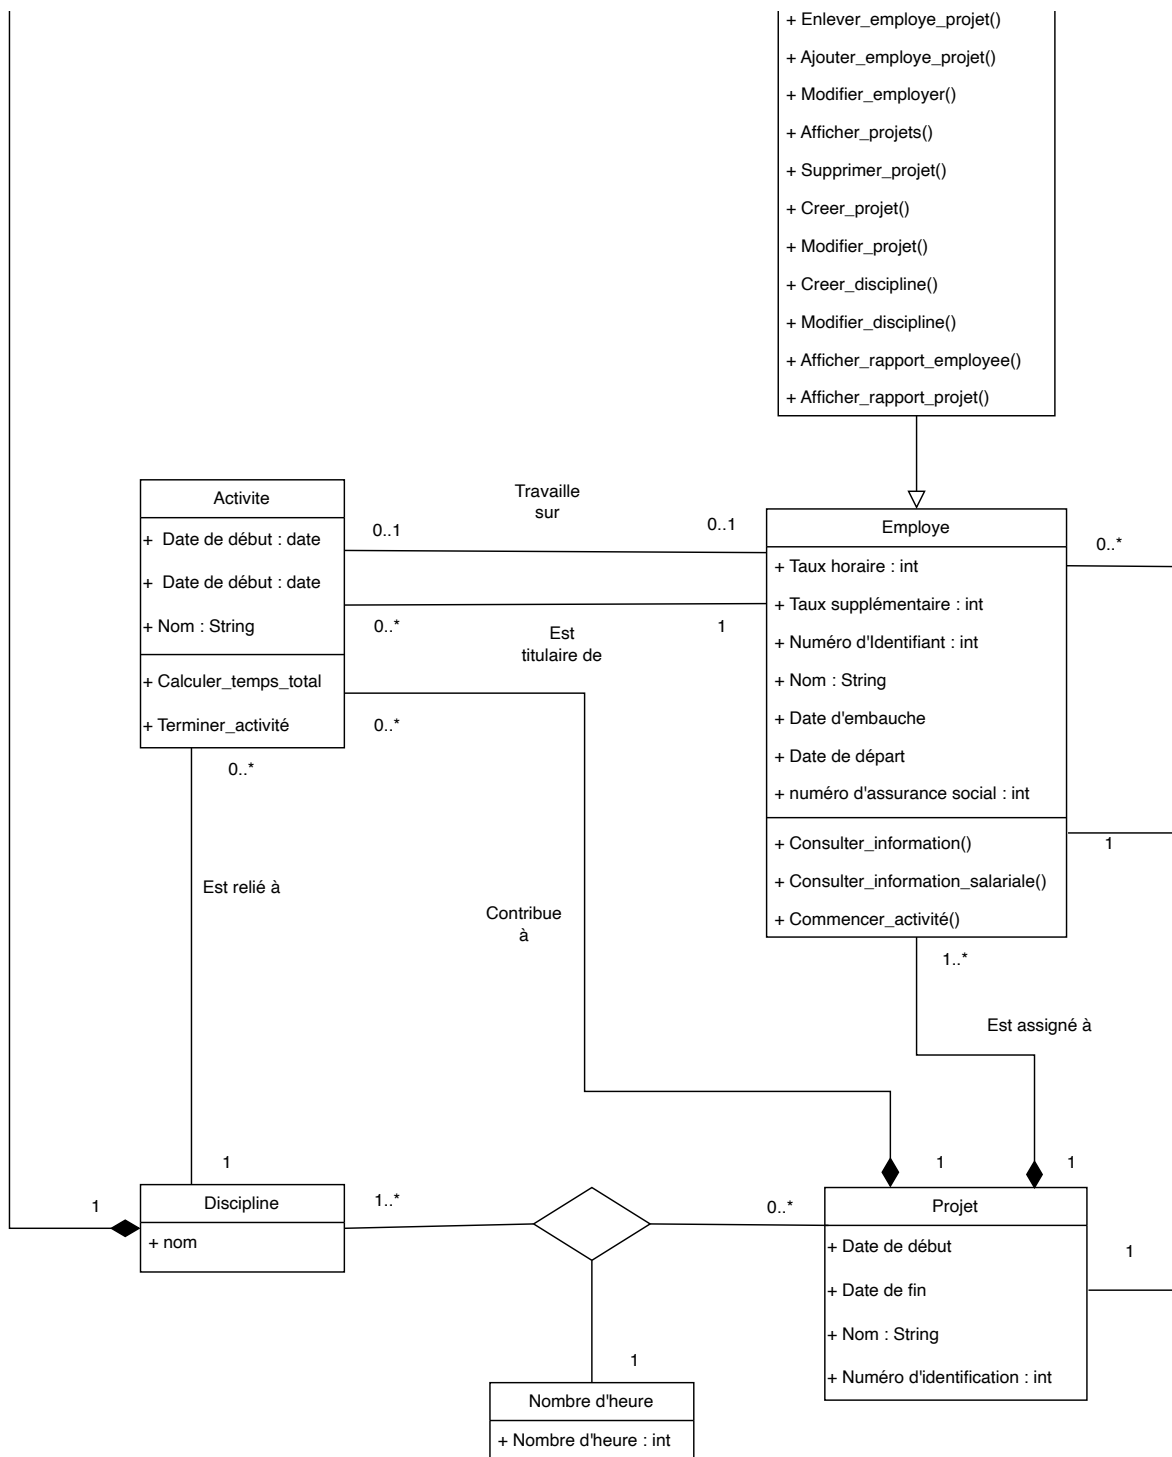 + Enlever_employe_projet()
+ Ajouter_employe_projet()
+ Modifier_employer()
+ Afficher_projets()
+ Supprimer_projet()
+ Creer_projet()
+ Modifier_projet()
+ Creer_discipline()
+ Modifier_discipline()
+ Afficher_rapport_employee()
+ Afficher_rapport_projet()
Activite
+ Date de début : date
+ Date de début : date
+ Nom : String
+ Calculer_temps_total
+ Terminer_activité
0..1
Travaille
sur
0..1
0..*
Est
titulaire de
1
0..*
0..*
Employe
+ Taux horaire : int
+ Taux supplémentaire : int
+ Numéro d'Identifiant : int
+ Nom : String
+ Date d'embauche
+ Date de départ
+ numéro d'assurance social : int
+ Consulter_information()
+ Consulter_information_salariale()
+ Commencer_activité()
0..*
1
1..*
Est relié à
Contribue
à
Est assigné à
1
1
1
1
Discipline
+ nom
1..*
0..*
Projet
+ Date de début
+ Date de fin
+ Nom : String
+ Numéro d'identification : int
1
1
Nombre d'heure
+ Nombre d'heure : int